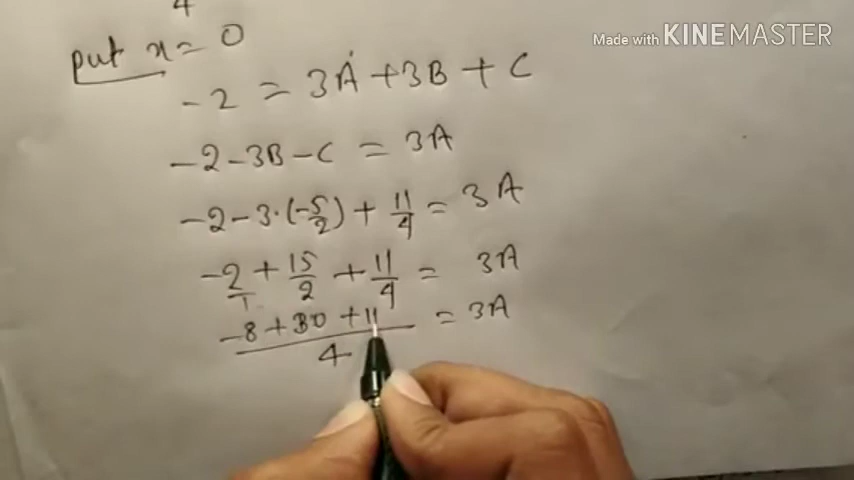 4
Made with KINEMASTER
put x = 0
-2 = 3A + 3B + C
-2 - 3B - C = 3A
-2 - 3·(-5/2) + 11/4 = 3A
-2/1 + 15/2 + 11/4 = 3A
-8 + 30 + 11/4 = 3A